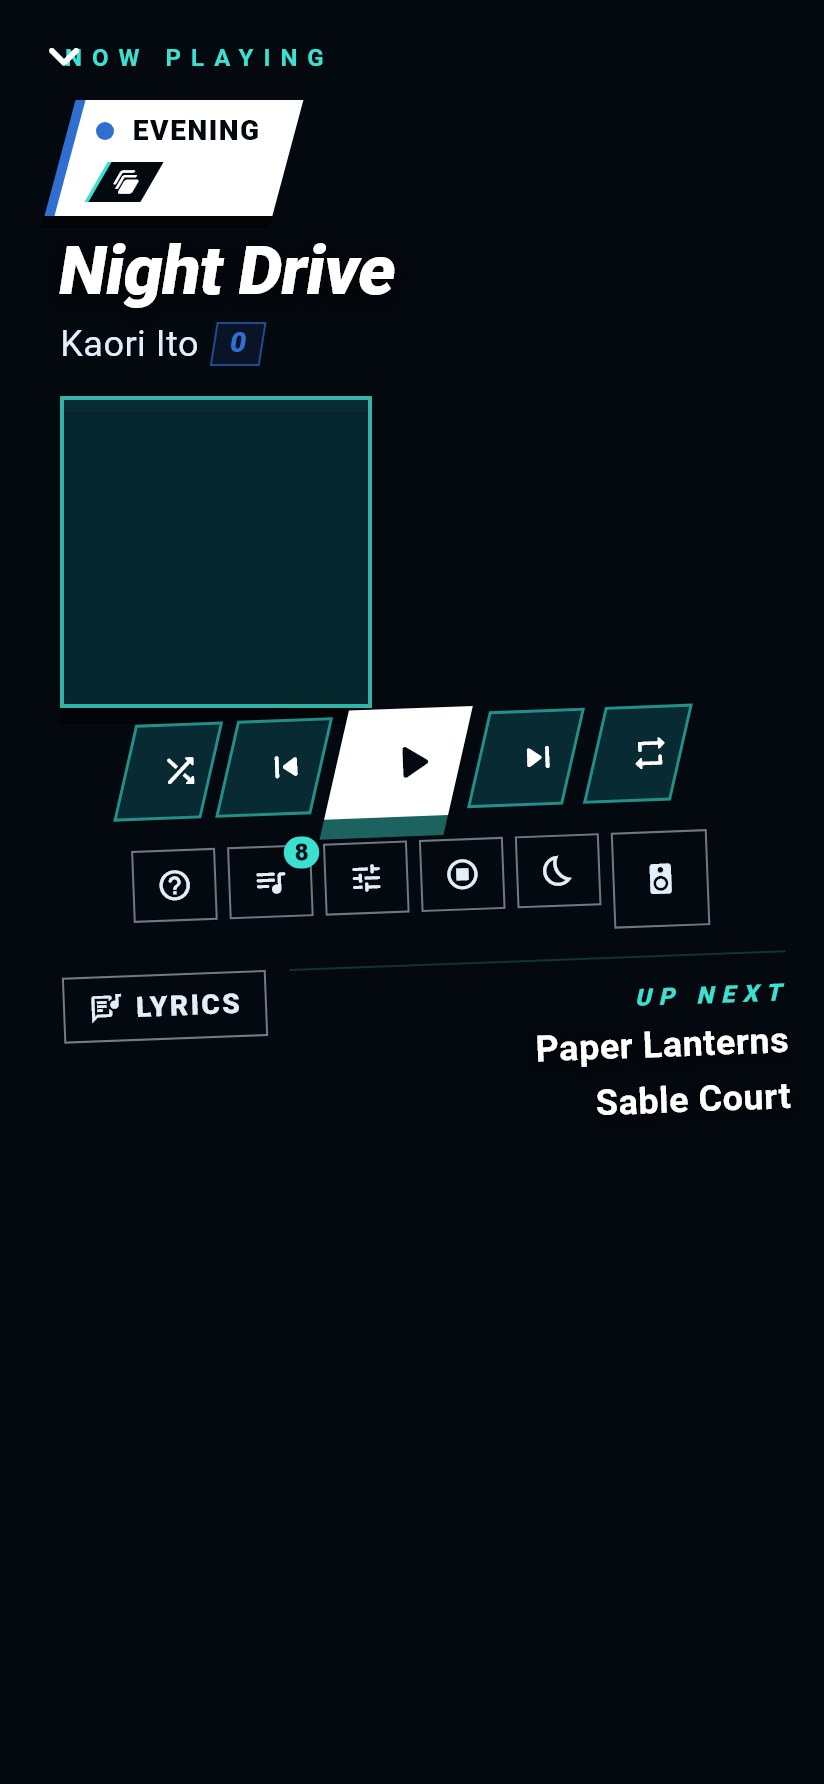 NOW PLAYING
EVENING
Night Drive
Kaori Ito 0
8
LYRICS
UP NEXT
Paper Lanterns
Sable Court